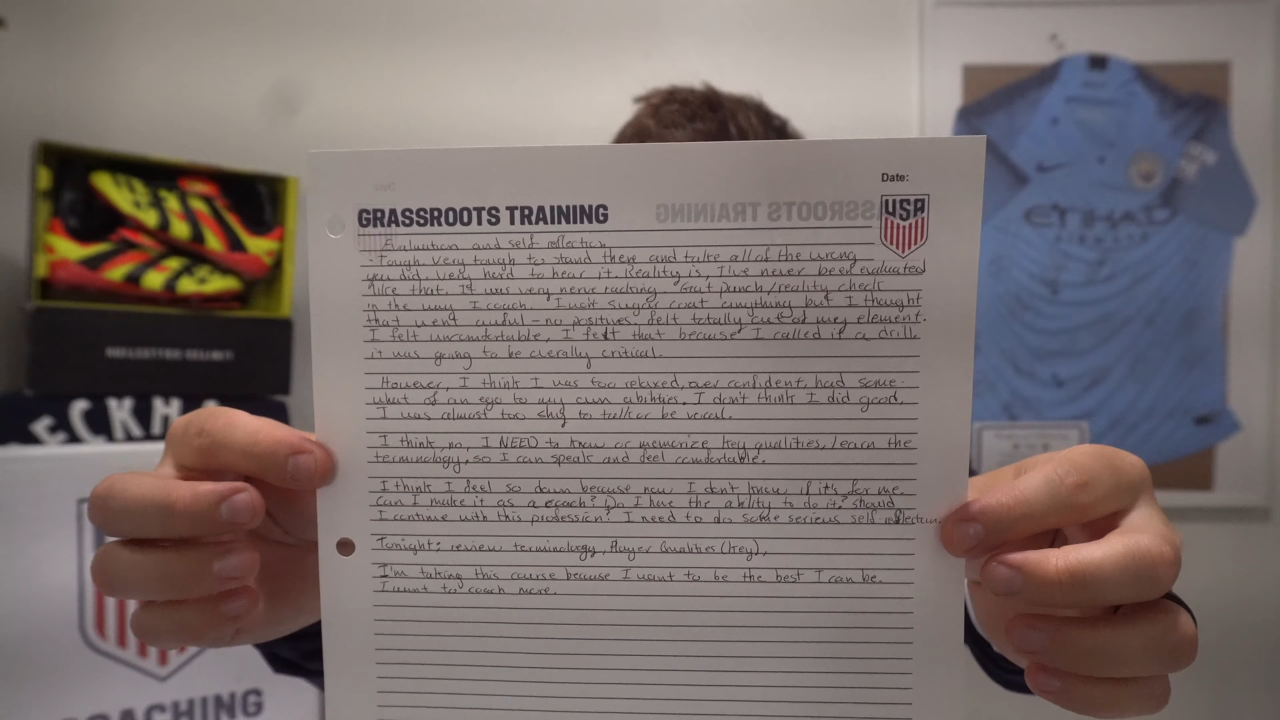 Date:
GRASSROOTS TRAINING
USA
Evaluation and self reflection
- Tough. Very tough to stand there and take all of the wrong
you did. Very hard to hear it. Reality is, I've never been evaluated
like that. It was very nerve racking. Gut punch/reality check
in the way I coach. I won't sugar coat anything but I thought
that went awful - no positives, felt totally out of my element.
I felt uncomfortable, I felt that because I called it a drill
it was going to be overally critical.
However, I think I was too relaxed, over confident, had some-
what of an ego to my own abilities. I don't think I did good.
I was almost too shy to talk or be vocal.
I think, no, I NEED to know or memorize key qualities, learn the
terminology, so I can speak and feel comfortable.
I think I feel so down because now I don't know if it's for me.
Can I make it as a coach? Do I have the ability to do it? Should
I continue with this profession? I need to do some serious self reflection.
Tonight: review terminology, Player Qualities (key),
I'm taking this course because I want to be the best I can be.
I want to coach more.
ETIHAD
AIRWAYS
ECKHA
COACHING